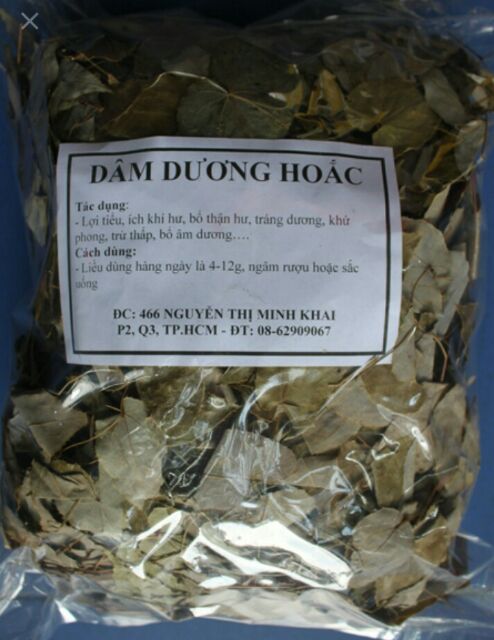 DÂM DƯƠNG HOẮC
Tác dụng:
- Lợi tiểu, ích khí hư, bổ thận hư, tráng dương, khử
phong, trừ thấp, bổ âm dương….
Cách dùng:
- Liều dùng hàng ngày là 4-12g, ngâm rượu hoặc sắc
uống
ĐC: 466 NGUYỄN THỊ MINH KHAI
P2, Q3, TP.HCM - ĐT: 08-62909067